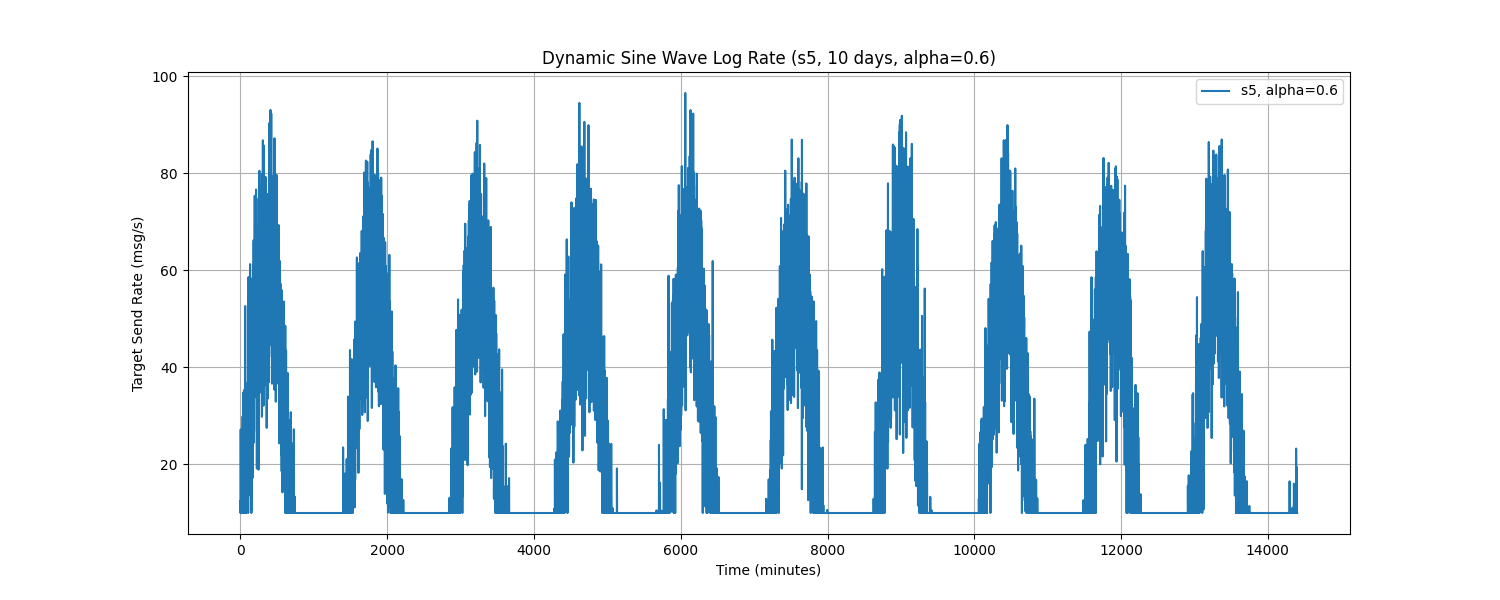 Dynamic Sine Wave Log Rate (s5, 10 days, alpha=0.6)
s5, alpha=0.6
Target Send Rate (msg/s)
100
80
60
40
20
0 2000 4000 6000 8000 10000 12000 14000
Time (minutes)